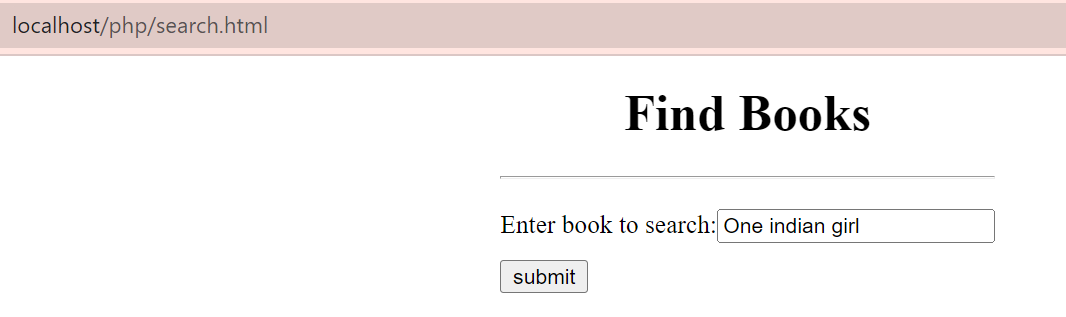 localhost/php/search.html
Find Books
Enter book to search: One indian girl
submit